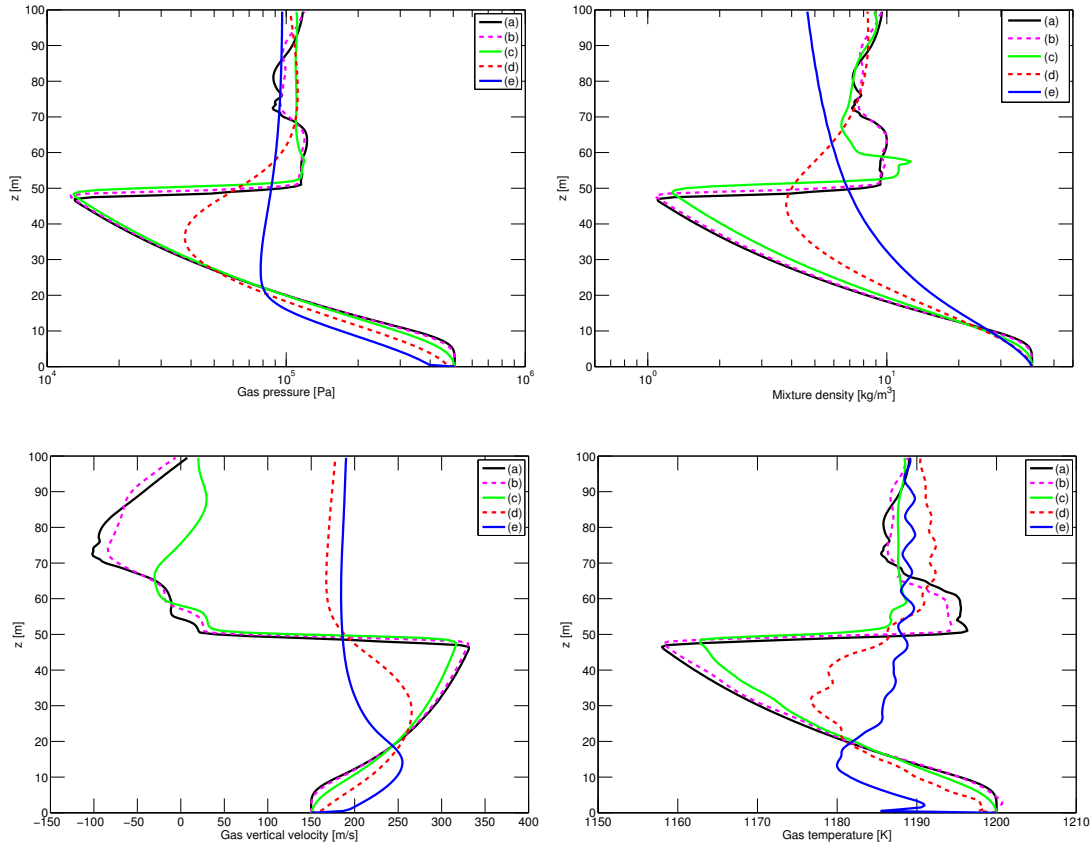 100
90
80
70
60
50
40
30
20
10
0
z [m]
(a)
(b)
(c)
(d)
(e)
10^4
10^5
10^6
Gas pressure [Pa]
100
90
80
70
60
50
40
30
20
10
0
z [m]
(a)
(b)
(c)
(d)
(e)
10^0
10^1
Mixture density [kg/m^3]
100
90
80
70
60
50
40
30
20
10
0
z [m]
(a)
(b)
(c)
(d)
(e)
−150 −100 −50 0 50 100 150 200 250 300 350 400
Gas vertical velocity [m/s]
100
90
80
70
60
50
40
30
20
10
0
z [m]
(a)
(b)
(c)
(d)
(e)
1150 1160 1170 1180 1190 1200 1210
Gas temperature [K]